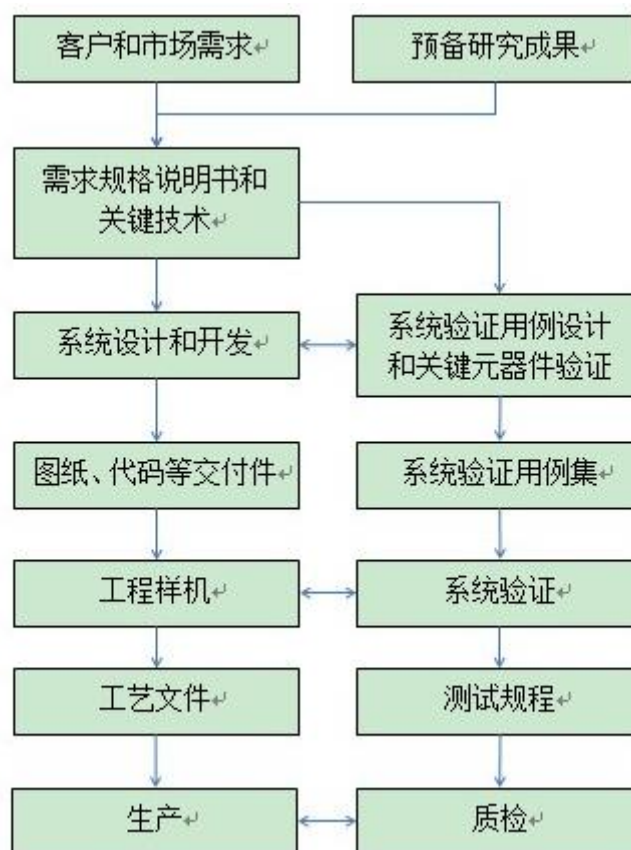 客户和市场需求
预备研究成果
需求规格说明书和
关键技术
系统设计和开发
系统验证用例设计
和关键元器件验证
图纸、代码等交付件
系统验证用例集
工程样机
系统验证
工艺文件
测试规程
生产
质检